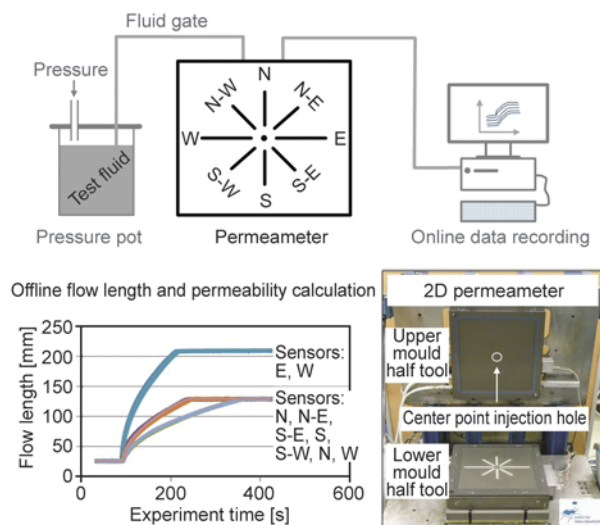 Fluid gate
Pressure
Test fluid
Pressure pot
N
N-E
E
S-E
S
S-W
W
N-W
Permeameter
Online data recording
Offline flow length and permeability calculation
Flow length [mm]
250
200
150
100
50
0
0
200
400
600
Experiment time [s]
Sensors:
E, W
Sensors:
N, N-E,
S-E, S,
S-W, N, W
2D permeameter
Upper
mould
half tool
Center point injection hole
Lower
mould
half tool